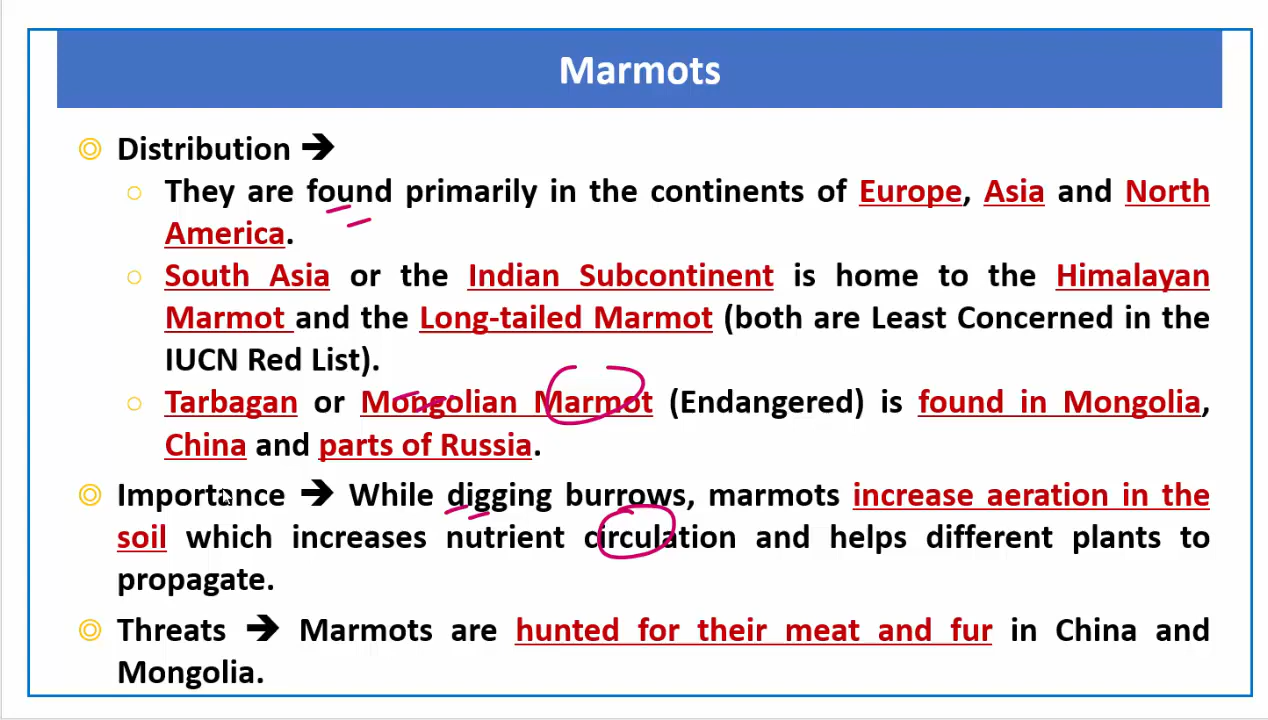 Marmots
Distribution ➔
They are found primarily in the continents of Europe, Asia and North
America.
South Asia or the Indian Subcontinent is home to the Himalayan
Marmot and the Long-tailed Marmot (both are Least Concerned in the
IUCN Red List).
Tarbagan or Mongolian Marmot (Endangered) is found in Mongolia,
China and parts of Russia.
Importance ➔ While digging burrows, marmots increase aeration in the
soil which increases nutrient circulation and helps different plants to
propagate.
Threats ➔ Marmots are hunted for their meat and fur in China and
Mongolia.